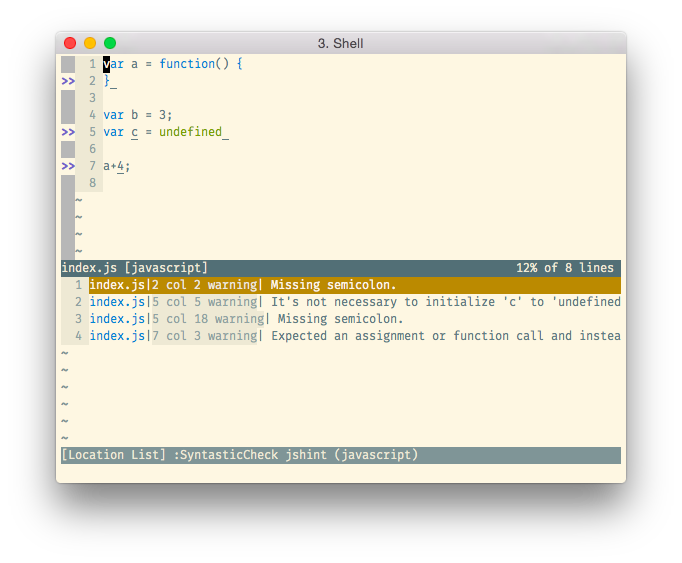 3. Shell
1 var a = function() {
>> 2 }
3
4 var b = 3;
>> 5 var c = undefined
6
>> 7 a+4;
8
~
~
~
~
index.js [javascript] 12% of 8 lines
1 index.js|2 col 2 warning| Missing semicolon.
2 index.js|5 col 5 warning| It's not necessary to initialize 'c' to 'undefined
3 index.js|5 col 18 warning| Missing semicolon.
4 index.js|7 col 3 warning| Expected an assignment or function call and instea
~
~
~
~
~
~
[Location List] :SyntasticCheck jshint (javascript)